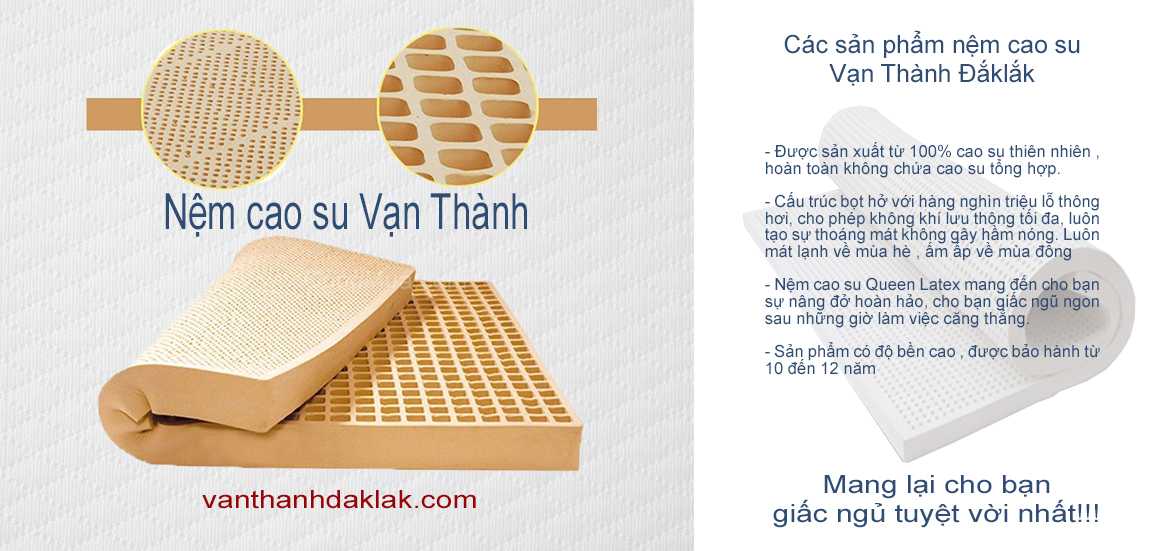 Nệm cao su Vạn Thành
vanthanhdaklak.com
Các sản phẩm nệm cao su
Vạn Thành Đắklắk
- Được sản xuất từ 100% cao su thiên nhiên ,
hoàn toàn không chứa cao su tổng hợp.
- Cấu trúc bọt hở với hàng nghìn triệu lỗ thông
hơi, cho phép không khí lưu thông tối đa, luôn
tạo sự thoáng mát không gây hầm nóng. Luôn
mát lạnh về mùa hè , ấm ấp về mùa đông
- Nệm cao su Queen Latex mang đến cho bạn
sự nâng đở hoàn hảo, cho bạn giấc ngũ ngon
sau những giờ làm việc căng thẳng.
- Sản phẩm có độ bền cao , được bảo hành từ
10 đến 12 năm
Mang lại cho bạn
giấc ngủ tuyệt vời nhất!!!